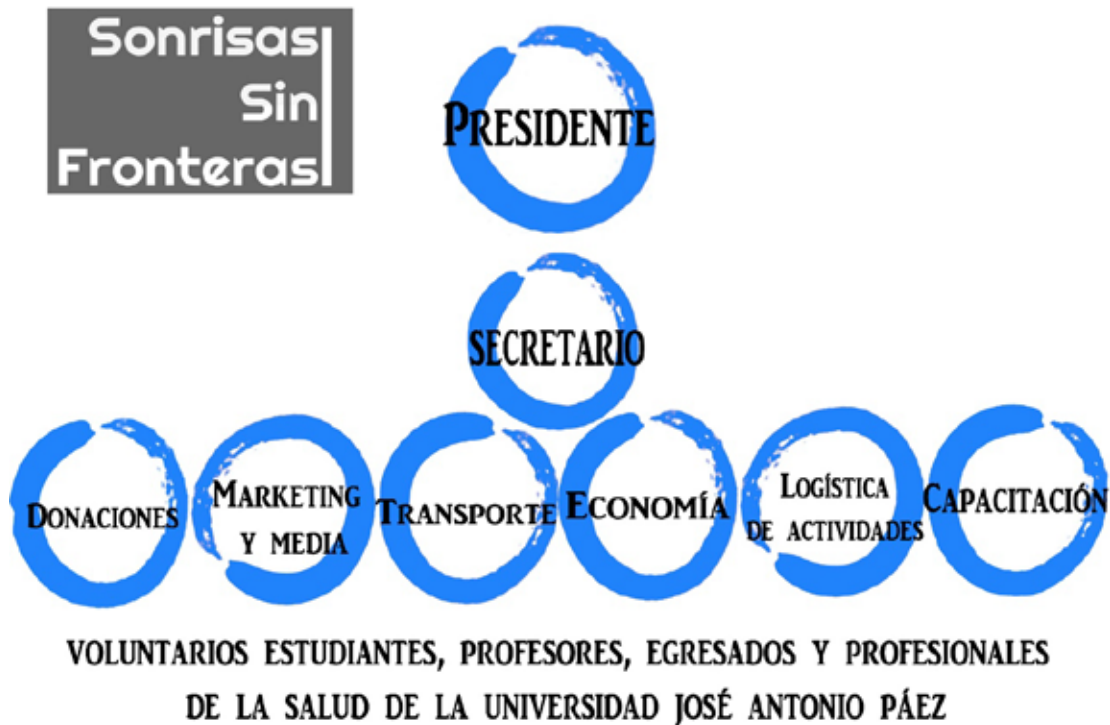 Sonrisas
Sin
Fronteras
PRESIDENTE
SECRETARIO
DONACIONES
MARKETING
Y MEDIA
TRANSPORTE
ECONOMÍA
LOGÍSTICA
DE ACTIVIDADES
CAPACITACIÓN
VOLUNTARIOS ESTUDIANTES, PROFESORES, EGRESADOS Y PROFESIONALES
DE LA SALUD DE LA UNIVERSIDAD JOSÉ ANTONIO PÁEZ